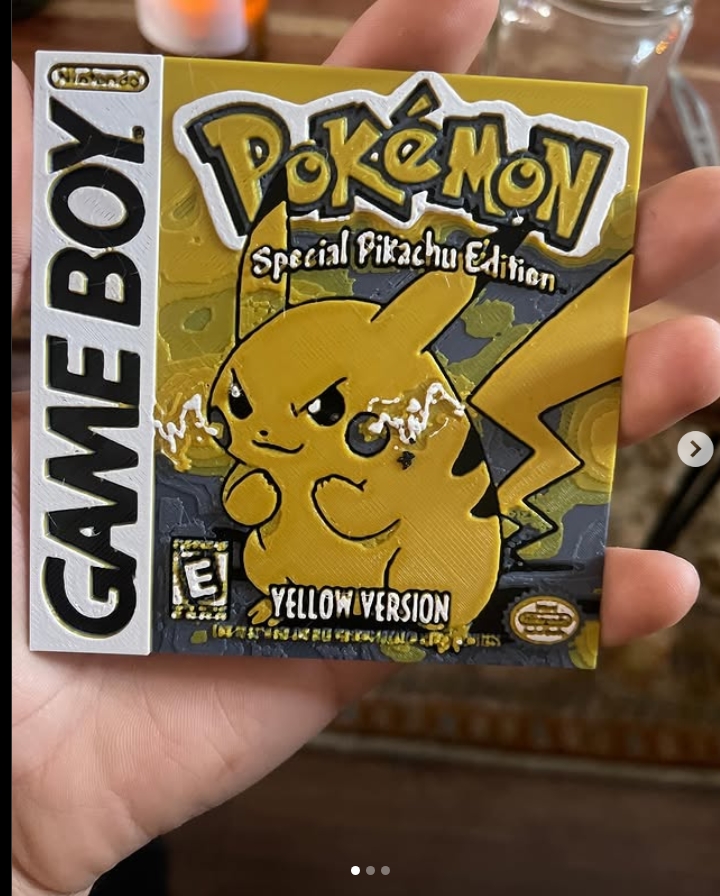 Nintendo
GAME BOY
POKéMON
Special Pikachu Edition
E
YELLOW VERSION